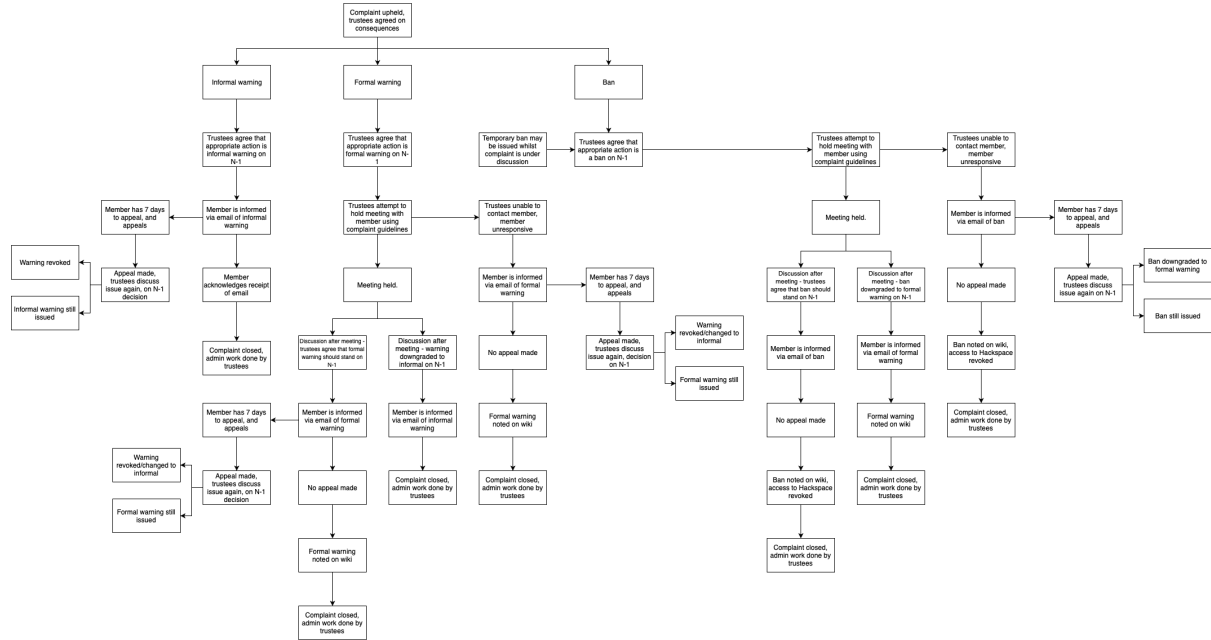 Complaint upheld,
trustees agreed on
consequences
Informal warning
Formal warning
Ban
Trustees agree that
appropriate action is
informal warning on
N-1
Trustees agree that
appropriate action is
formal warning on N-
1
Temporary ban may
be issued whilst
complaint is under
discussion
Trustees agree that
appropriate action is
a ban on N-1
Trustees attempt to
hold meeting with
member using
complaint guidelines
Trustees unable to
contact member,
member
unresponsive
Member has 7 days
to appeal, and
appeals
Member is informed
via email of informal
warning
Trustees attempt to
hold meeting with
member using
complaint guidelines
Trustees unable to
contact member,
member
unresponsive
Meeting held.
Member is informed
via email of ban
Member has 7 days
to appeal, and
appeals
Warning revoked
Informal warning still
issued
Appeal made,
trustees discuss
issue again, on N-1
decision
Member
acknowledges receipt
of email
Meeting held.
Member is informed
via email of formal
warning
Member has 7 days
to appeal, and
appeals
Discussion after
meeting - trustees
agree that ban should
stand on N-1
Discussion after
meeting - ban
downgraded to formal
warning on N-1
No appeal made
Appeal made,
trustees discuss
issue again on N-1
Ban downgraded to
formal warning
Ban still issued
Complaint closed,
admin work done by
trustees
Discussion after meeting -
trustees agree that formal
warning should stand on
N-1
Discussion after
meeting - warning
downgraded to
informal on N-1
No appeal made
Appeal made,
trustees discuss
issue again, decision
on N-1
Warning
revoked/changed to
informal
Formal warning still
issued
Member is informed
via email of ban
Member is informed
via email of formal
warning
Ban noted on wiki,
access to Hackspace
revoked
Member has 7 days
to appeal, and
appeals
Member is informed
via email of formal
warning
Member is informed
via email of informal
warning
Formal warning
noted on wiki
No appeal made
Formal warning
noted on wiki
Complaint closed,
admin work done by
trustees
Warning
revoked/changed to
informal
Formal warning still
issued
Appeal made,
trustees discuss
issue again, on N-1
decision
No appeal made
Complaint closed,
admin work done by
trustees
Complaint closed,
admin work done by
trustees
Ban noted on wiki,
access to Hackspace
revoked
Complaint closed,
admin work done by
trustees
Formal warning
noted on wiki
Complaint closed,
admin work done by
trustees
Complaint closed,
admin work done by
trustees